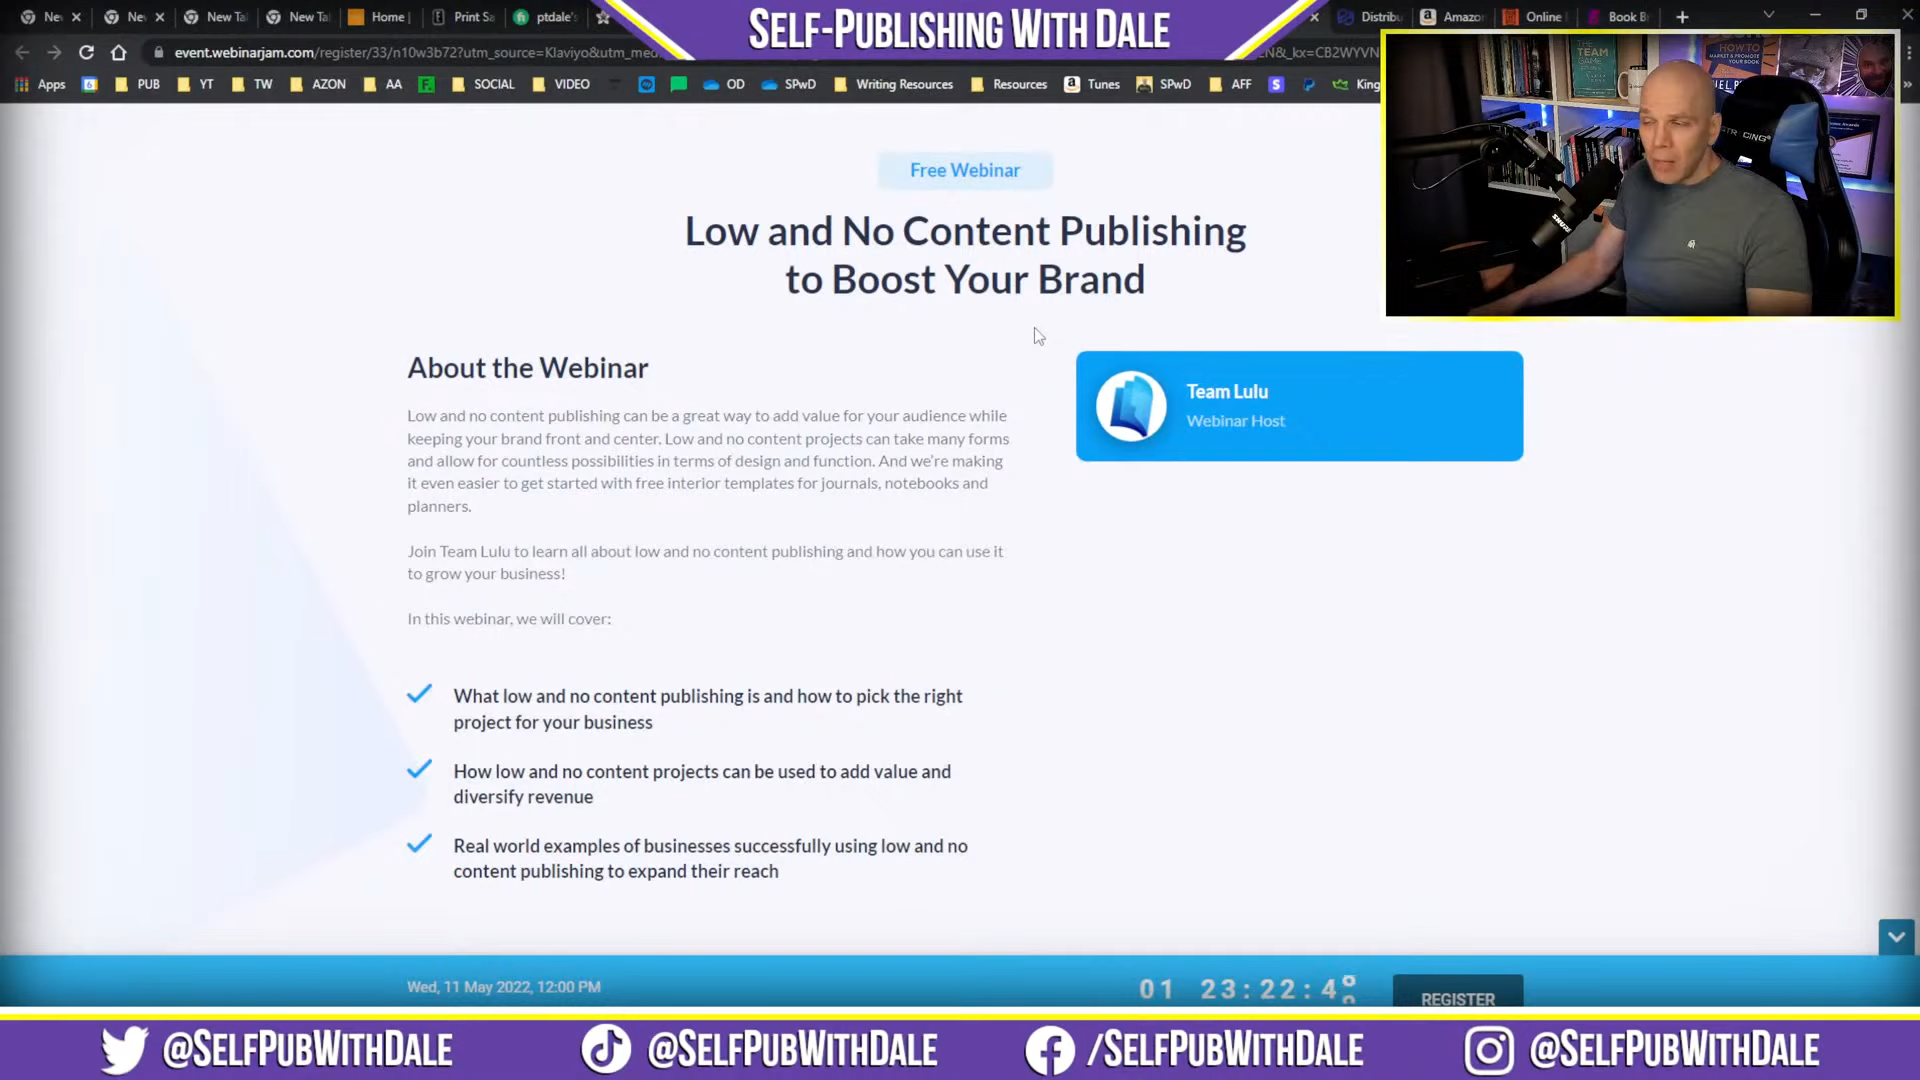 SELF-PUBLISHING WITH DALE
Home
Print Sa
ptdale's
Distribu
Amazo
Online
Book B
event.webinarjam.com/register/33/n10w3b72?utm_source=Klaviyo&utm_med
Apps
PUB
YT
TW
AZON
AA
SOCIAL
VIDEO
OD
SPwD
Writing Resources
Resources
Tunes
SPwD
AFF
King
Free Webinar
Low and No Content Publishing
to Boost Your Brand
About the Webinar
Low and no content publishing can be a great way to add value for your audience while
keeping your brand front and center. Low and no content projects can take many forms
and allow for countless possibilities in terms of design and function. And we're making
it even easier to get started with free interior templates for journals, notebooks and
planners.
Join Team Lulu to learn all about low and no content publishing and how you can use it
to grow your business!
In this webinar, we will cover:
What low and no content publishing is and how to pick the right
project for your business
How low and no content projects can be used to add value and
diversify revenue
Real world examples of businesses successfully using low and no
content publishing to expand their reach
Team Lulu
Webinar Host
Wed, 11 May 2022, 12:00 PM
01 23:22:4
REGISTER
@SELFPUBWITHDALE
@SELFPUBWITHDALE
/SELFPUBWITHDALE
@SELFPUBWITHDALE